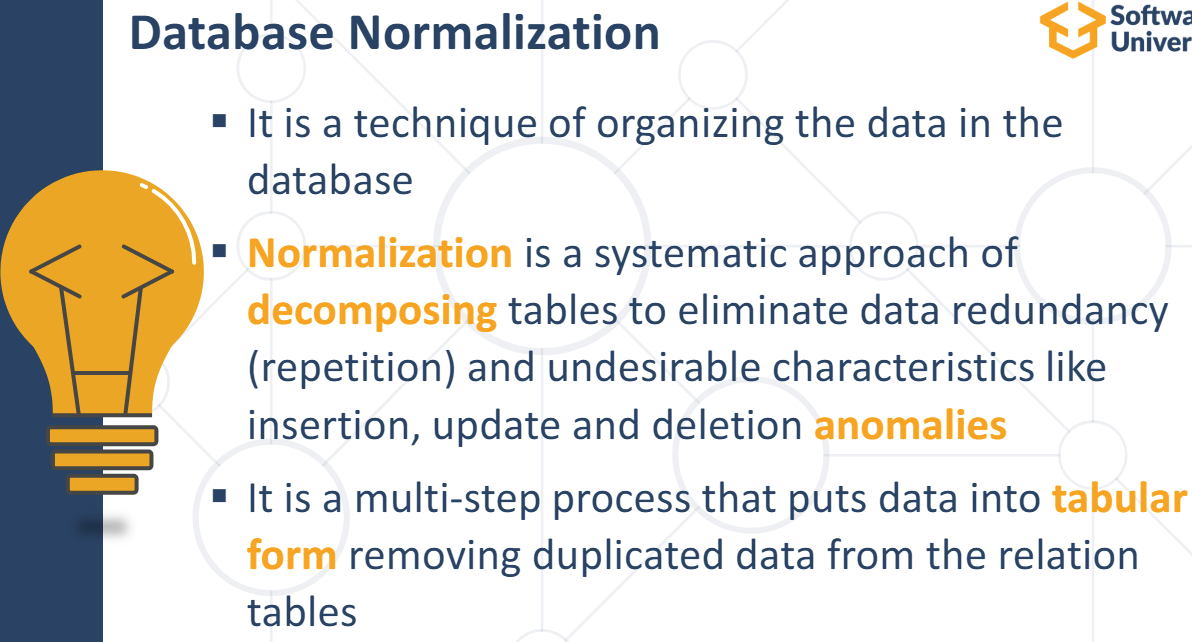 Database Normalization
Softwa
Univer
▪ It is a technique of organizing the data in the
database
▪ Normalization is a systematic approach of
decomposing tables to eliminate data redundancy
(repetition) and undesirable characteristics like
insertion, update and deletion anomalies
▪ It is a multi-step process that puts data into tabular
form removing duplicated data from the relation
tables